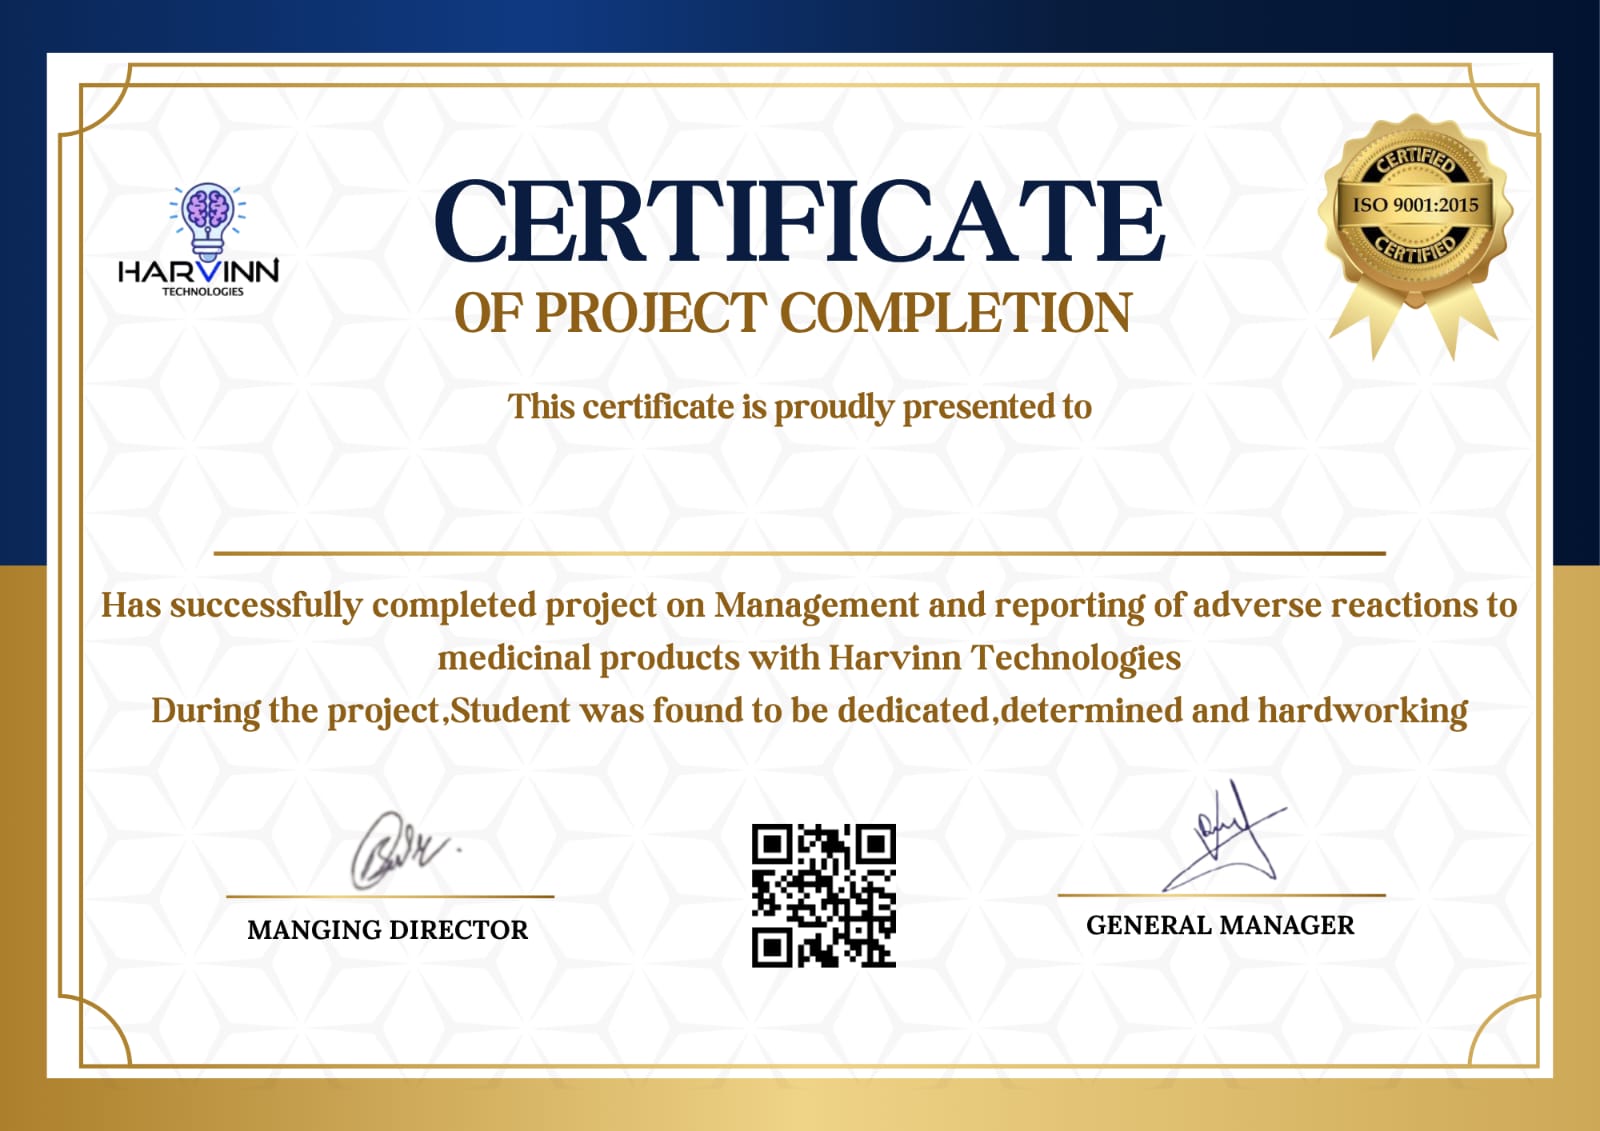 HARVINN
TECHNOLOGIES
CERTIFICATE
OF PROJECT COMPLETION
CERTIFIED
ISO 9001:2015
CERTIFIED
This certificate is proudly presented to
Has successfully completed project on Management and reporting of adverse reactions to
medicinal products with Harvinn Technologies
During the project,Student was found to be dedicated,determined and hardworking
MANGING DIRECTOR
GENERAL MANAGER